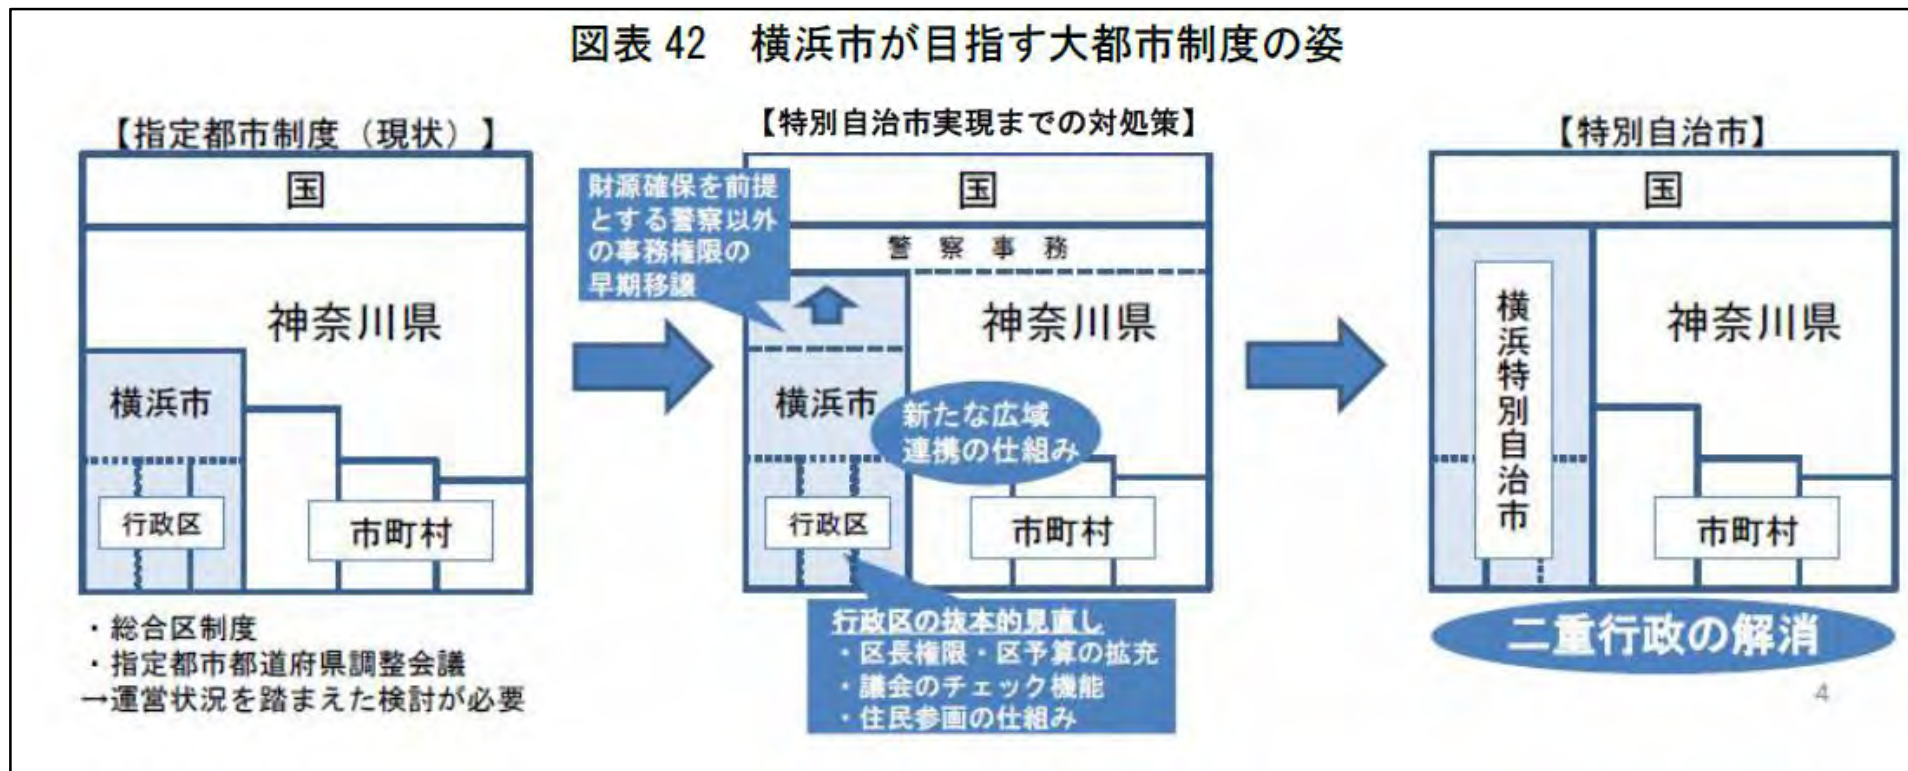 図表 42　横浜市が目指す大都市制度の姿
【指定都市制度（現状）】
国
神奈川県
横浜市
行政区
市町村
・総合区制度
・指定都市都道府県調整会議
→運営状況を踏まえた検討が必要
【特別自治市実現までの対処策】
国
財源確保を前提
とする警察以外
の事務権限の
早期移譲
警 察 事 務
神奈川県
横浜市
新たな広域
連携の仕組み
行政区
市町村
行政区の抜本的見直し
・区長権限・区予算の拡充
・議会のチェック機能
・住民参画の仕組み
【特別自治市】
国
横浜特別自治市
神奈川県
市町村
二重行政の解消
4